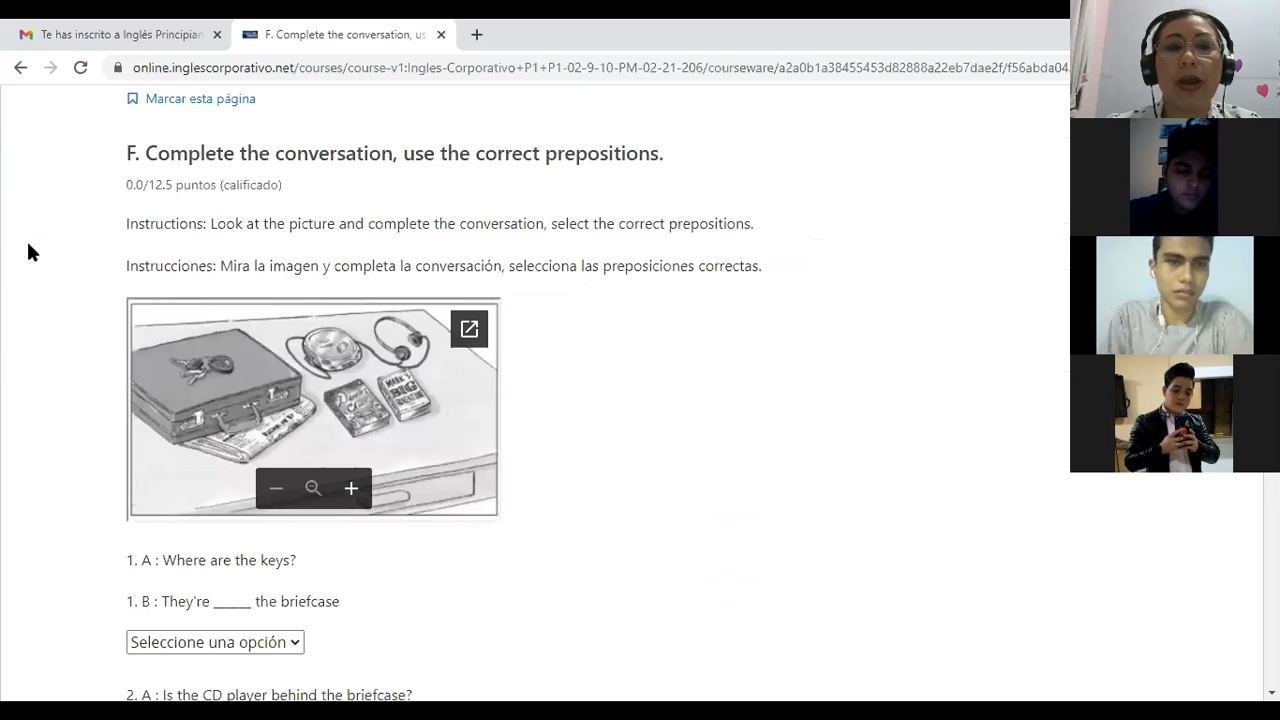 Te has inscrito a Inglés Principian
F. Complete the conversation, us
online.inglescorporativo.net/courses/course-v1:Ingles-Corporativo+P1+P1-02-9-10-PM-02-21-206/courseware/a2a0b1a38455453d82888a22eb7dae2f/f56abda04
Marcar esta página
F. Complete the conversation, use the correct prepositions.
0.0/12.5 puntos (calificado)
Instructions: Look at the picture and complete the conversation, select the correct prepositions.
Instrucciones: Mira la imagen y completa la conversación, selecciona las preposiciones correctas.
MARK'S
BIG
1. A : Where are the keys?
1. B : They're _____ the briefcase
Seleccione una opción
2. A : Is the CD player behind the briefcase?